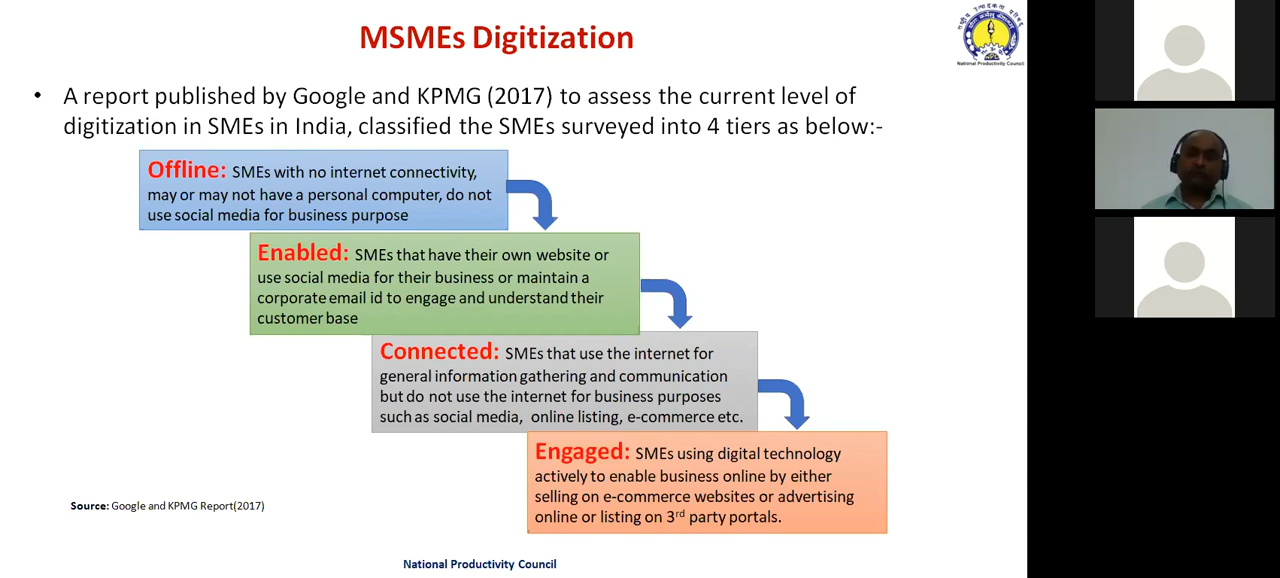 MSMEs Digitization
National Productivity Council
• A report published by Google and KPMG (2017) to assess the current level of
digitization in SMEs in India, classified the SMEs surveyed into 4 tiers as below:-
Offline: SMEs with no internet connectivity,
may or may not have a personal computer, do not
use social media for business purpose
Enabled: SMEs that have their own website or
use social media for their business or maintain a
corporate email id to engage and understand their
customer base
Connected: SMEs that use the internet for
general information gathering and communication
but do not use the internet for business purposes
such as social media, online listing, e-commerce etc.
Engaged: SMEs using digital technology
actively to enable business online by either
selling on e-commerce websites or advertising
online or listing on 3rd party portals.
Source: Google and KPMG Report(2017)
National Productivity Council